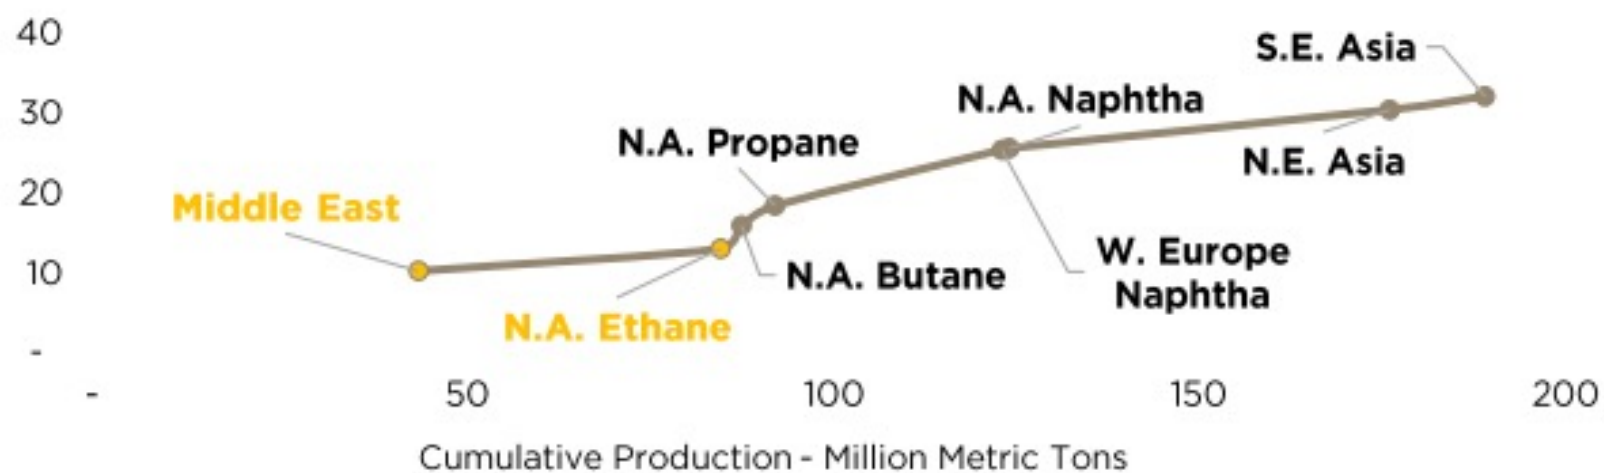 40
S.E. Asia
30
N.A. Naphtha
N.A. Propane
N.E. Asia
20
Middle East
10
N.A. Butane
W. Europe
Naphtha
N.A. Ethane
-
- 50 100 150 200
Cumulative Production - Million Metric Tons